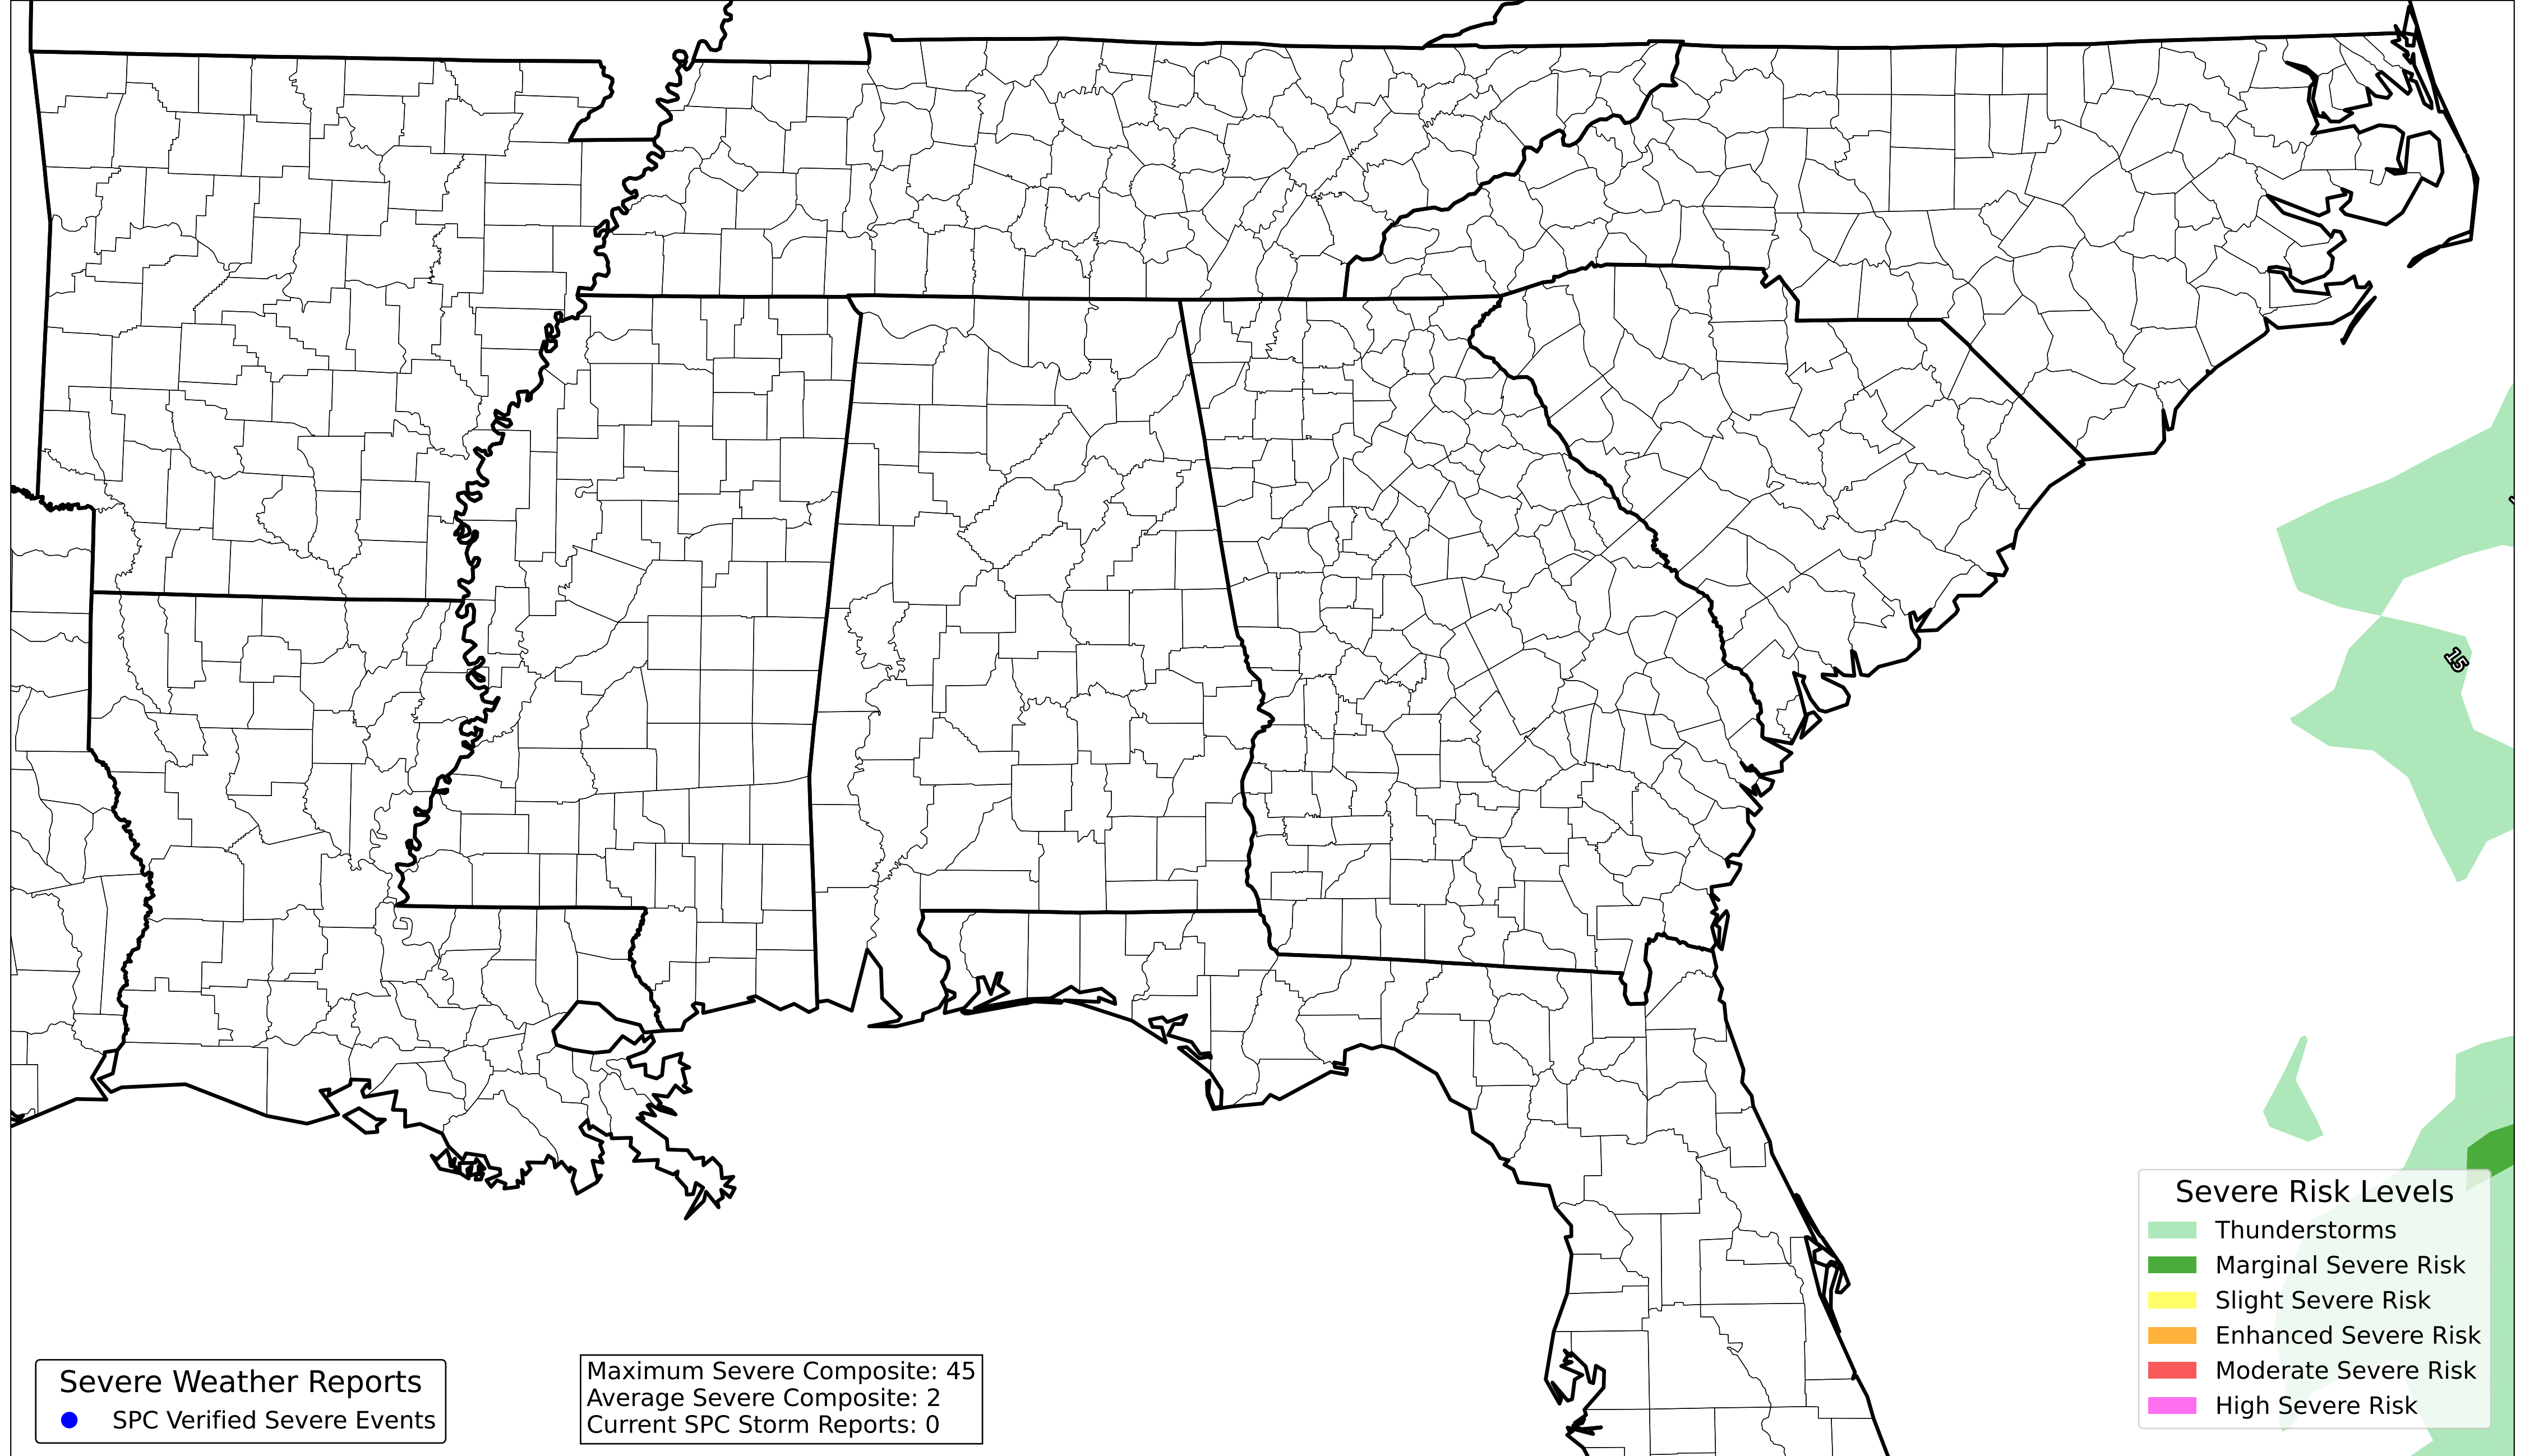 15
Severe Risk Levels
Thunderstorms
Marginal Severe Risk
Slight Severe Risk
Enhanced Severe Risk
Moderate Severe Risk
High Severe Risk
Severe Weather Reports
SPC Verified Severe Events
Maximum Severe Composite: 45
Average Severe Composite: 2
Current SPC Storm Reports: 0